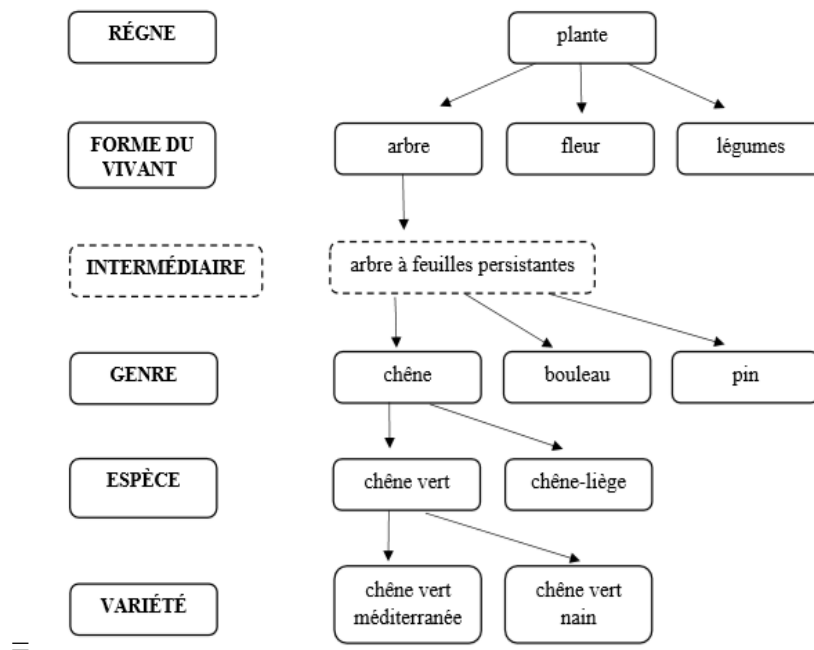 RÉGNE
plante
FORME DU
VIVANT
arbre
fleur
légumes
INTERMÉDIAIRE
arbre à feuilles persistantes
GENRE
chêne
bouleau
pin
ESPÈCE
chêne vert
chêne-liège
VARIÉTÉ
chêne vert
méditerranée
chêne vert
nain